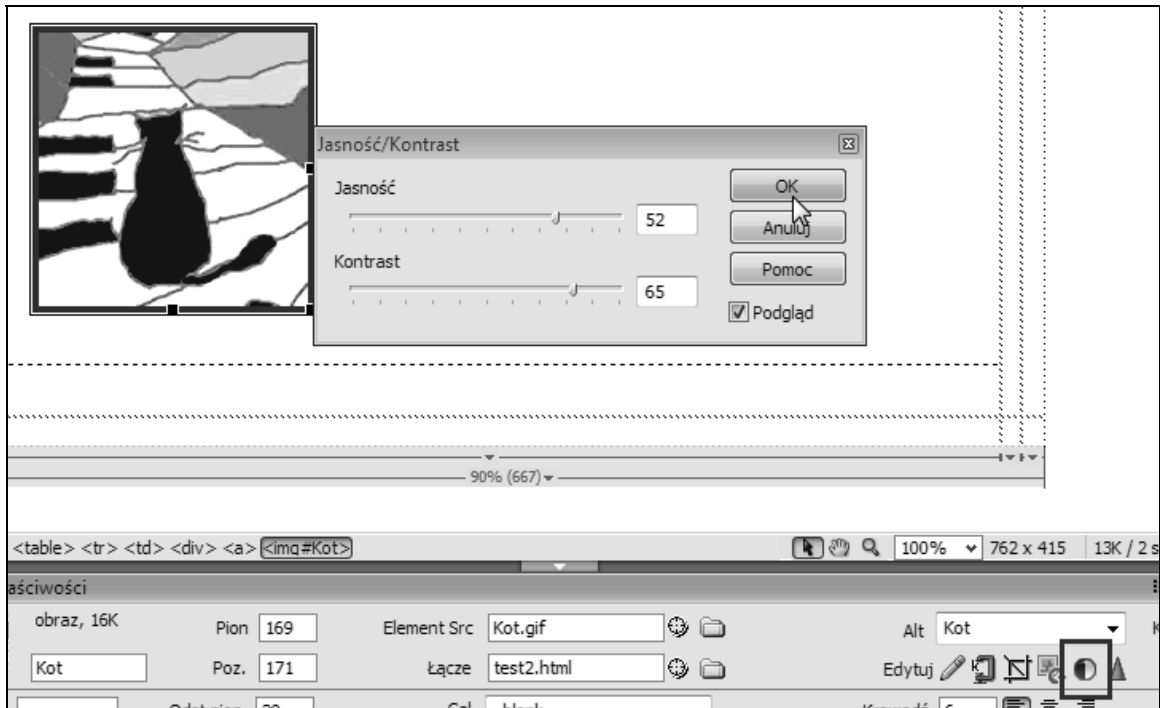 Jasność/Kontrast
Jasność
52
OK
Anuluj
Kontrast
65
Pomoc
Podgląd
90% (667)
<table> <tr> <td> <div> <a> <img#Kot>
100%
762 x 415
13K / 2 s
aściwości
obraz, 16K
Pion 169
Element Src Kot.gif
Alt Kot
K
Kot
Poz. 171
Łącze test2.html
Edytuj